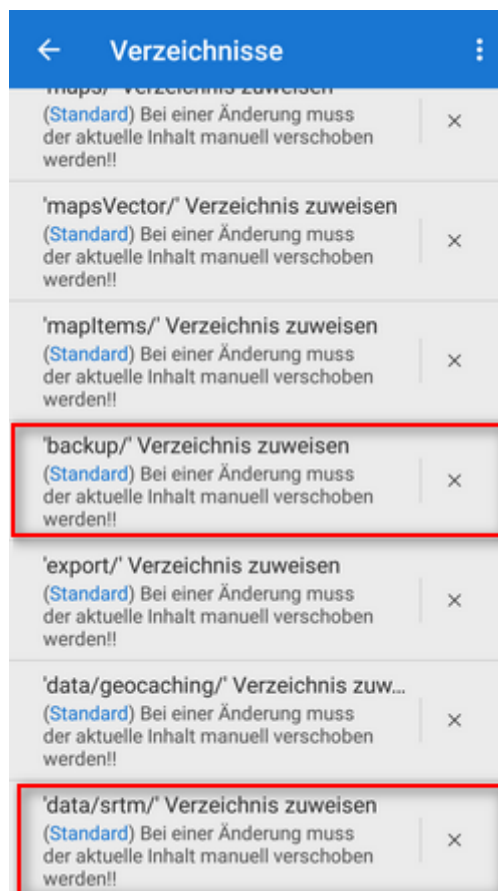 Verzeichnisse
'maps/' Verzeichnis zuweisen
(Standard) Bei einer Änderung muss
der aktuelle Inhalt manuell verschoben
werden!!
'mapsVector/' Verzeichnis zuweisen
(Standard) Bei einer Änderung muss
der aktuelle Inhalt manuell verschoben
werden!!
'mapItems/' Verzeichnis zuweisen
(Standard) Bei einer Änderung muss
der aktuelle Inhalt manuell verschoben
werden!!
'backup/' Verzeichnis zuweisen
(Standard) Bei einer Änderung muss
der aktuelle Inhalt manuell verschoben
werden!!
'export/' Verzeichnis zuweisen
(Standard) Bei einer Änderung muss
der aktuelle Inhalt manuell verschoben
werden!!
'data/geocaching/' Verzeichnis zuw...
(Standard) Bei einer Änderung muss
der aktuelle Inhalt manuell verschoben
werden!!
'data/srtm/' Verzeichnis zuweisen
(Standard) Bei einer Änderung muss
der aktuelle Inhalt manuell verschoben
werden!!